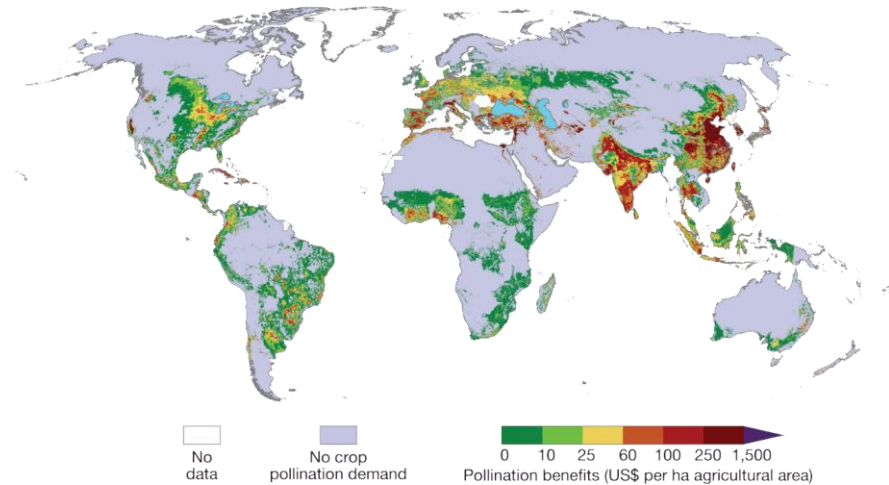 No
data
No crop
pollination demand
0 10 25 60 100 250 1,500
Pollination benefits (US$ per ha agricultural area)